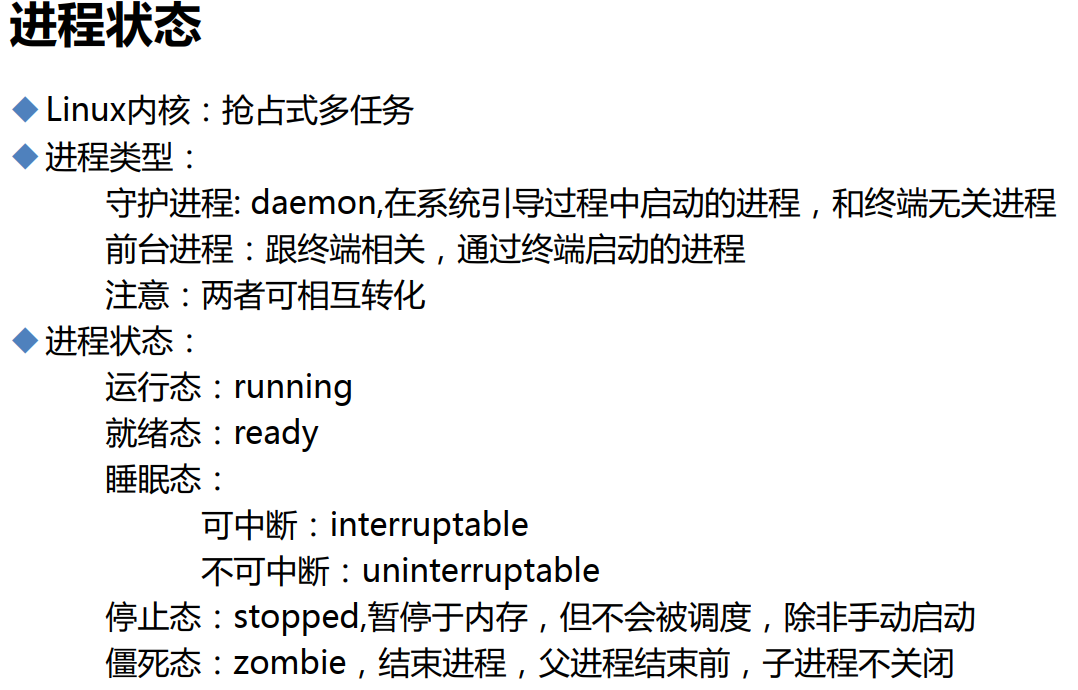 进程状态
◆ Linux内核：抢占式多任务
◆ 进程类型：
守护进程: daemon,在系统引导过程中启动的进程，和终端无关进程
前台进程：跟终端相关，通过终端启动的进程
注意：两者可相互转化
◆ 进程状态：
运行态：running
就绪态：ready
睡眠态：
可中断：interruptable
不可中断：uninterruptable
停止态：stopped,暂停于内存，但不会被调度，除非手动启动
僵死态：zombie，结束进程，父进程结束前，子进程不关闭